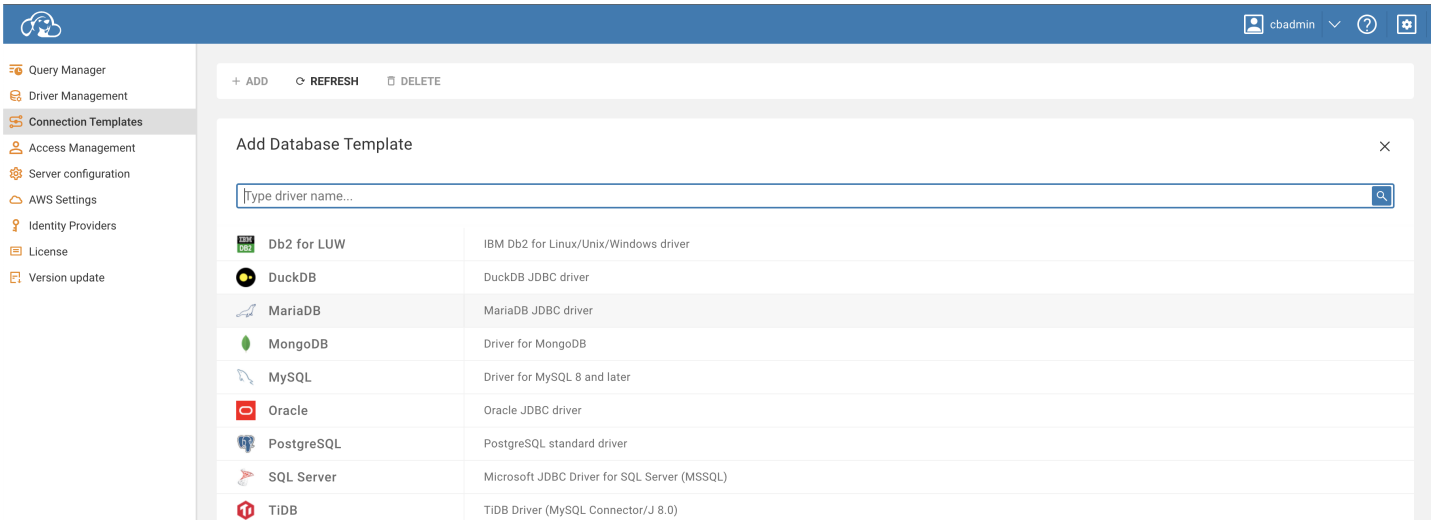 cbadmin
Query Manager
Driver Management
Connection Templates
Access Management
Server configuration
AWS Settings
Identity Providers
License
Version update
+ ADD REFRESH DELETE
Add Database Template
Type driver name...
IBM DB2 Db2 for LUW IBM Db2 for Linux/Unix/Windows driver
DuckDB DuckDB JDBC driver
MariaDB MariaDB JDBC driver
MongoDB Driver for MongoDB
MySQL Driver for MySQL 8 and later
Oracle Oracle JDBC driver
PostgreSQL PostgreSQL standard driver
SQL Server Microsoft JDBC Driver for SQL Server (MSSQL)
TiDB TiDB Driver (MySQL Connector/J 8.0)